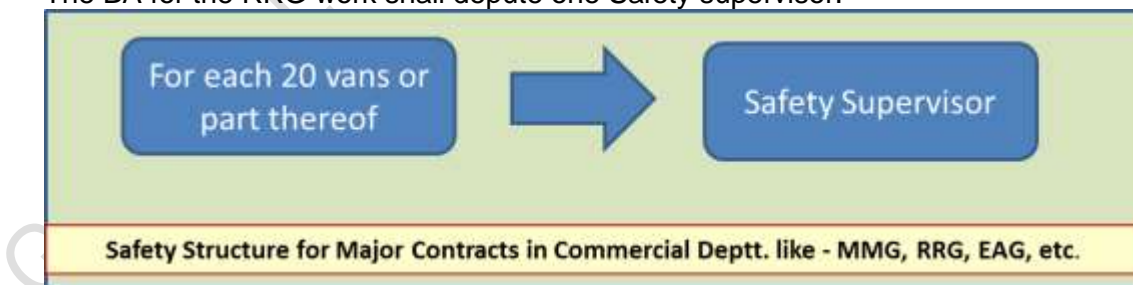 The BA for the RRG work shall depute one Safety supervisor.
For each 20 vans or
part thereof
Safety Supervisor
Safety Structure for Major Contracts in Commercial Deptt. like - MMG, RRG, EAG, etc.